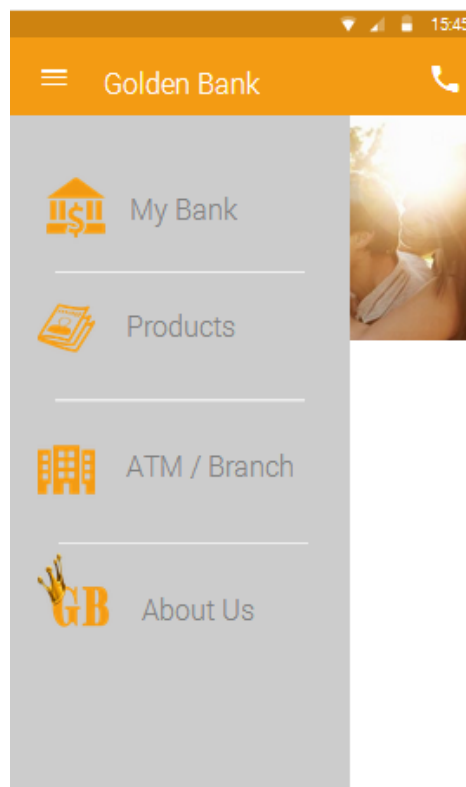 15:45
Golden Bank
My Bank
Products
ATM / Branch
GB
About Us